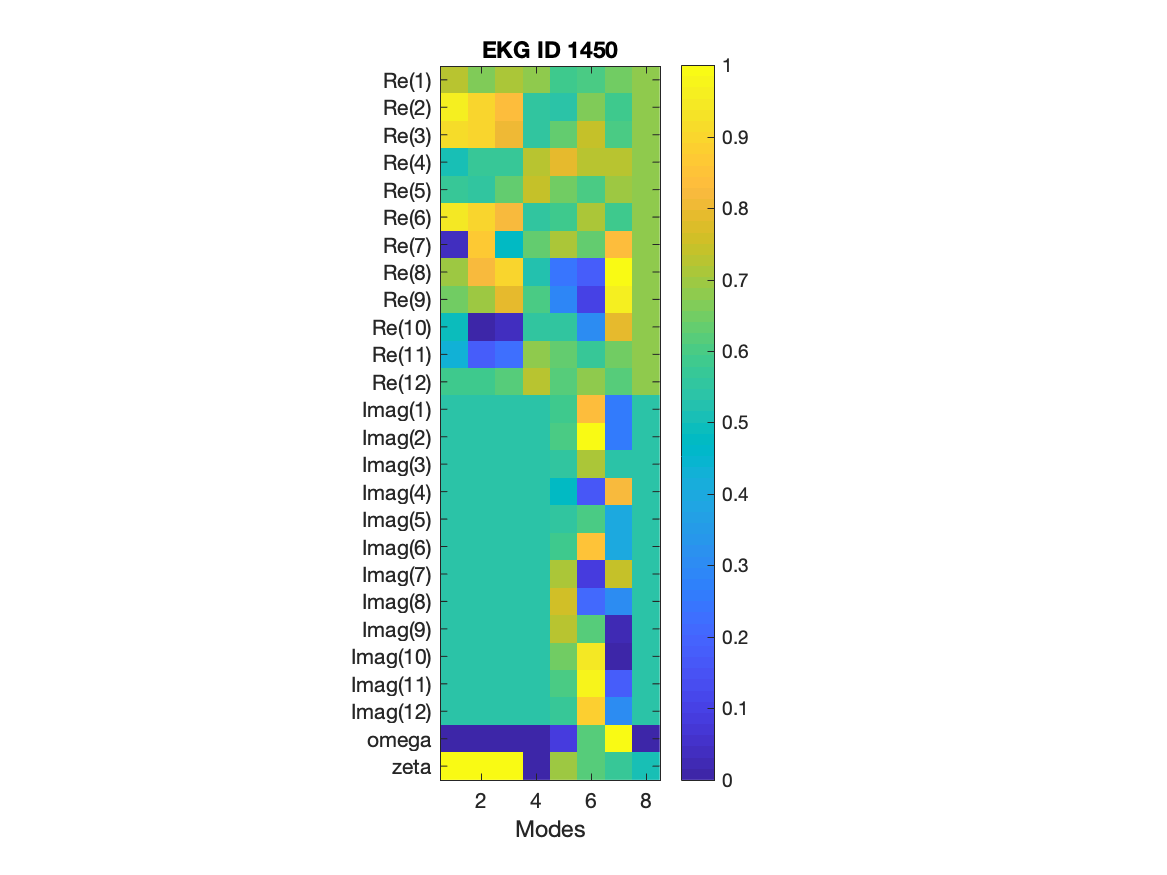 EKG ID 1450
Re(1)
Re(2)
Re(3)
Re(4)
Re(5)
Re(6)
Re(7)
Re(8)
Re(9)
Re(10)
Re(11)
Re(12)
Imag(1)
Imag(2)
Imag(3)
Imag(4)
Imag(5)
Imag(6)
Imag(7)
Imag(8)
Imag(9)
Imag(10)
Imag(11)
Imag(12)
omega
zeta
2 4 6 8
Modes
1
0.9
0.8
0.7
0.6
0.5
0.4
0.3
0.2
0.1
0